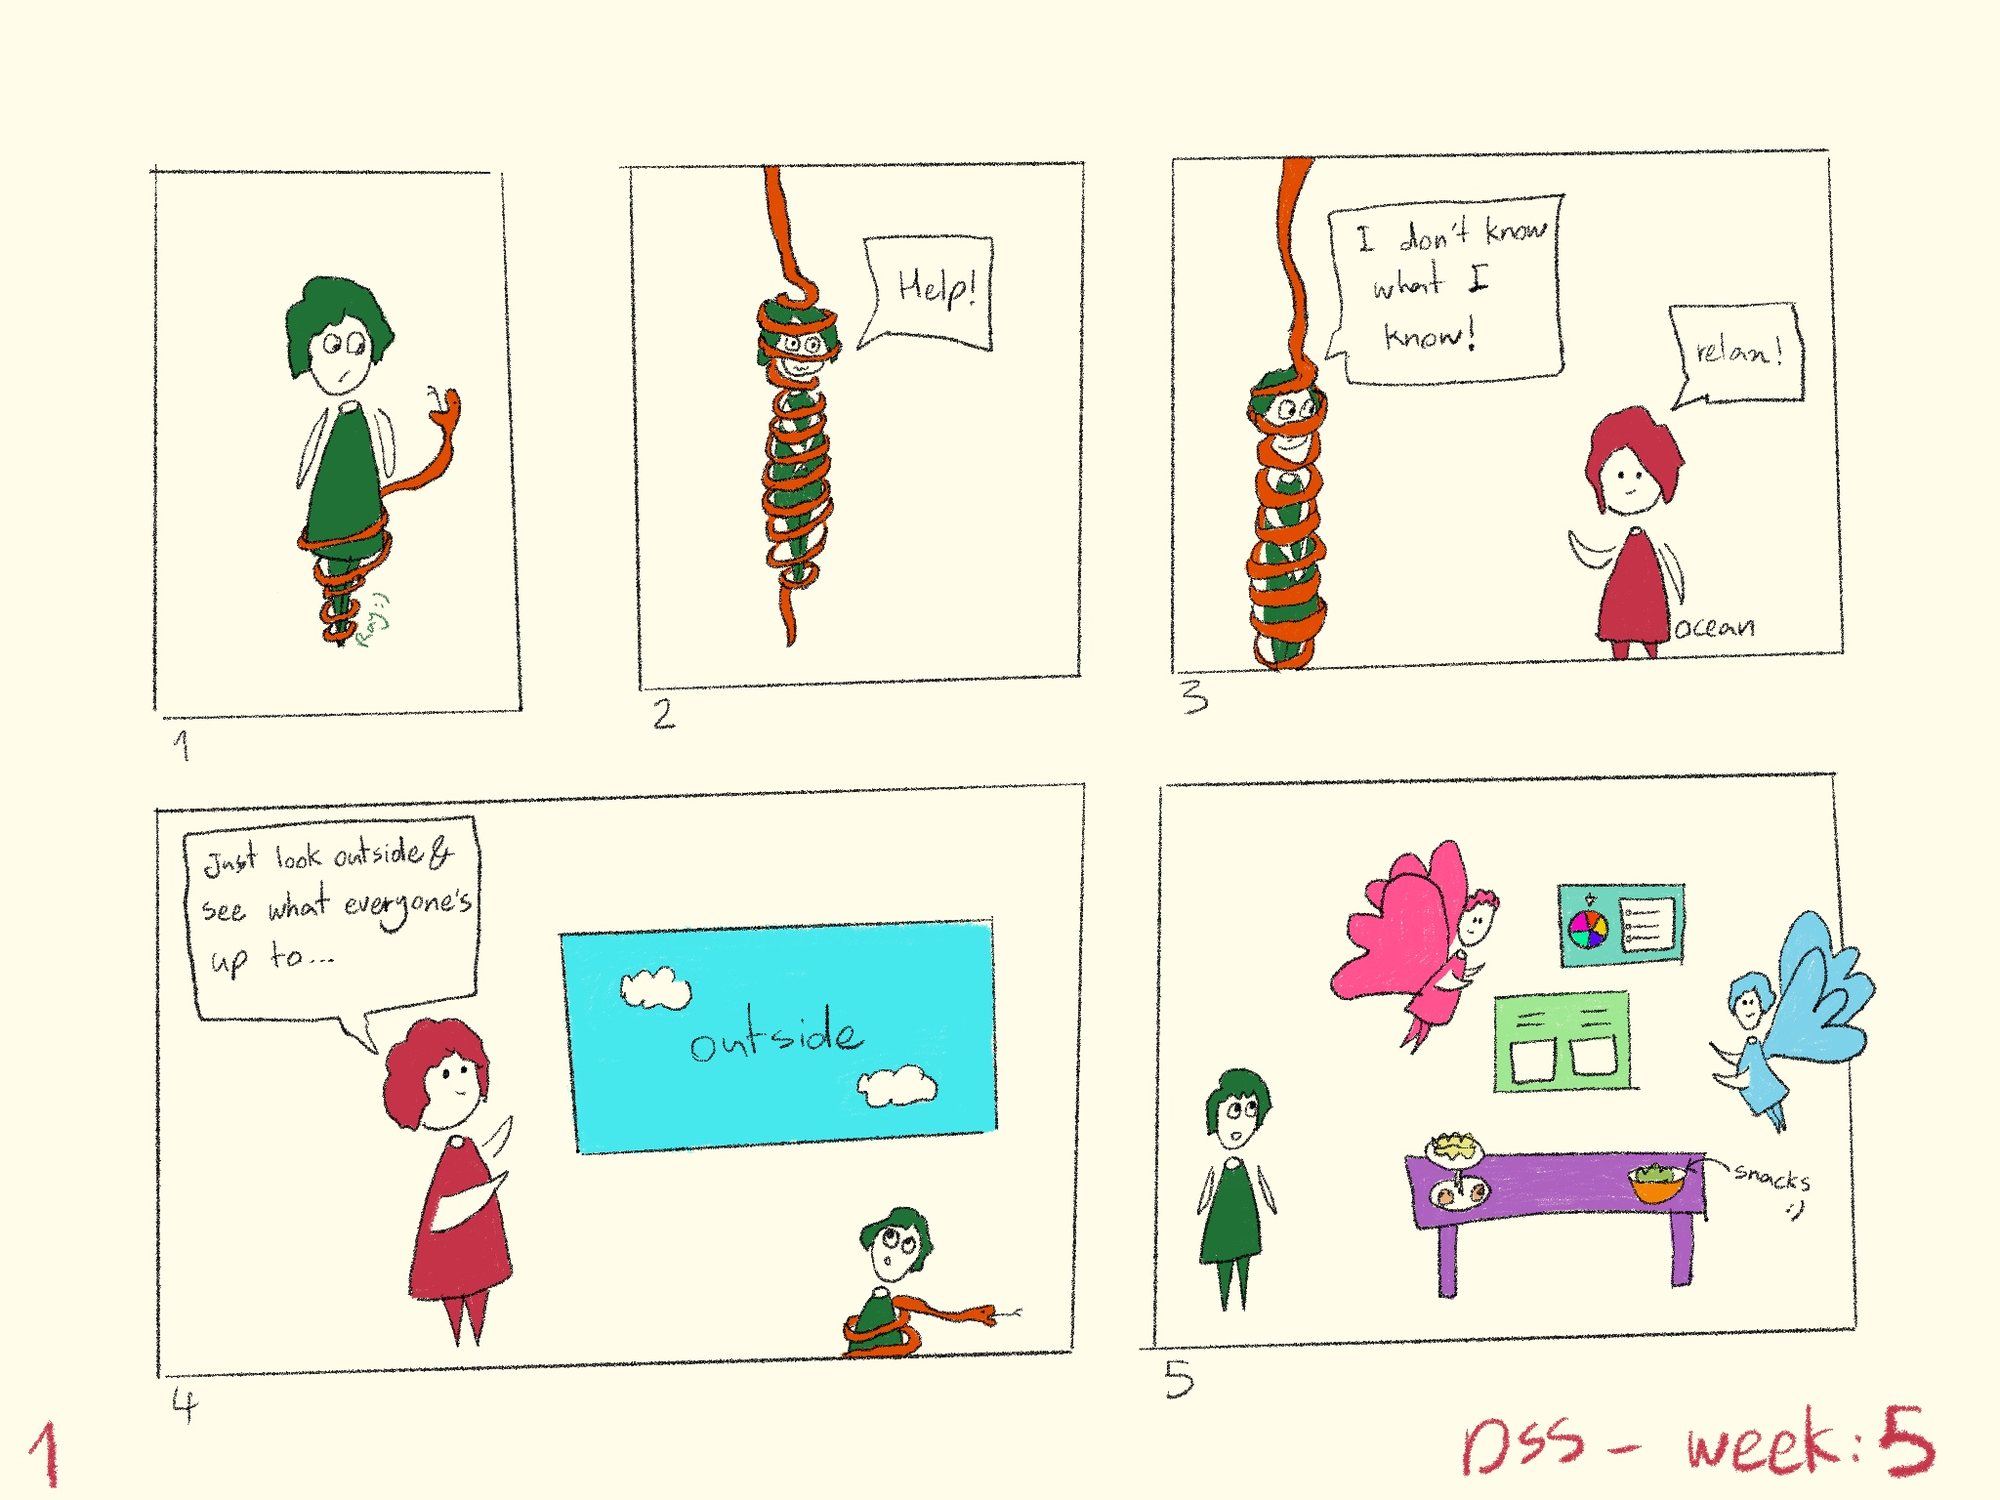 Ray :)
1
Help!
2
I don't know
what I
know!
relax!
ocean
3
Just look outside &
see what everyone's
up to...
outside
4
snacks
:)
5
1
DSS - week: 5